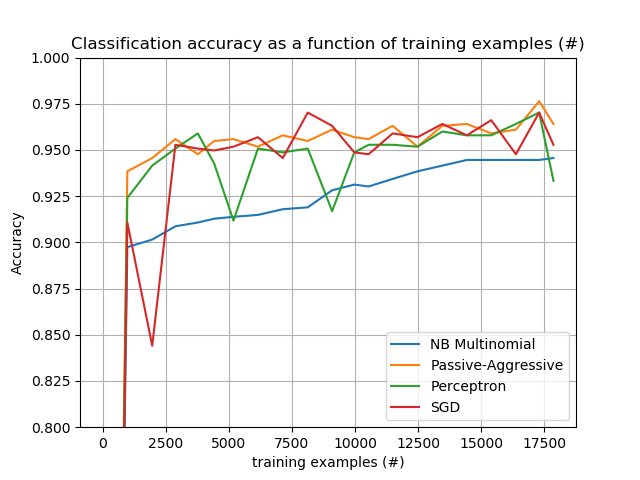 Classification accuracy as a function of training examples (#)
1.000
0.975
0.950
0.925
0.900
0.875
0.850
0.825
0.800
Accuracy
NB Multinomial
Passive-Aggressive
Perceptron
SGD
0 2500 5000 7500 10000 12500 15000 17500
training examples (#)